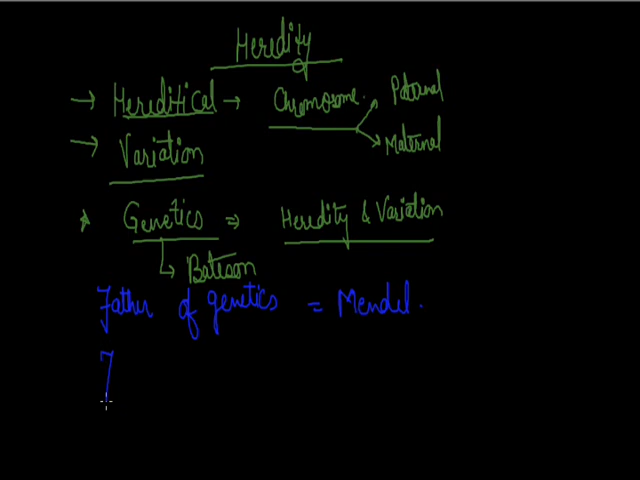 Heredity
→ Hereditical → Chromosome. Paternal
Maternal
→ Variation
* Genetics ⇒ Heredity & Variation
↳ Bateson
Father of genetics = Mendel.
7